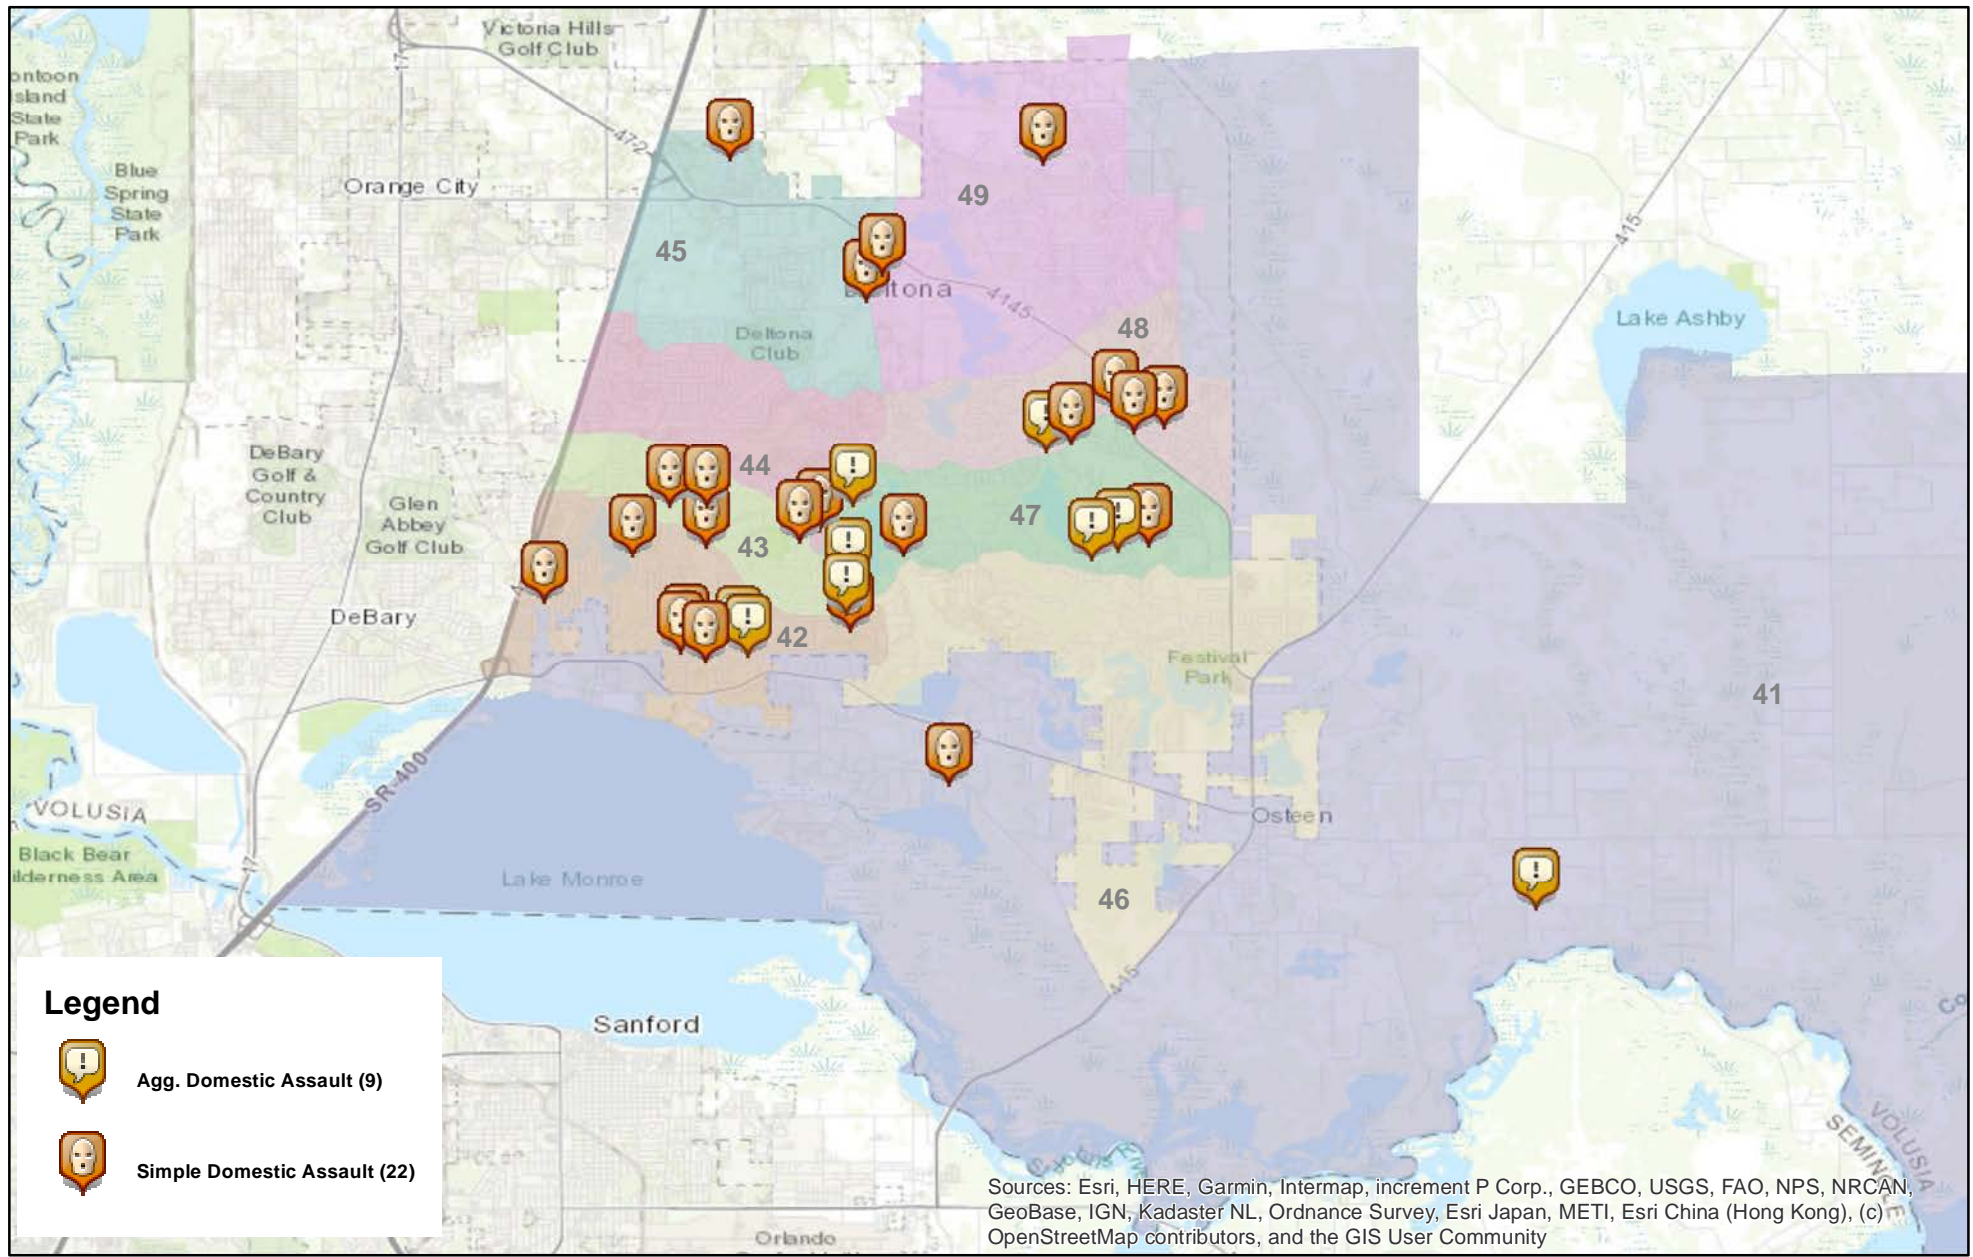 Victoria Hills
Golf Club
17
Island
State
Park
Blue
Spring
State
Park
Orange City
472
49
45
415
Deltona
4145
Lake Ashby
48
Deltona
Club
DeBary
Golf &
Country
Club
44
Glen
Abbey
Golf Club
47
43
DeBary
42
Festival
Park
41
SR-400
VOLUSIA
Osteen
Black Bear
Wilderness Area
17
Lake Monroe
46
415
Legend
Sanford
Agg. Domestic Assault (9)
Simple Domestic Assault (22)
VOLUSIA
SEMINOLE
Sources: Esri, HERE, Garmin, Intermap, increment P Corp., GEBCO, USGS, FAO, NPS, NRCAN,
GeoBase, IGN, Kadaster NL, Ordnance Survey, Esri Japan, METI, Esri China (Hong Kong), (c)
OpenStreetMap contributors, and the GIS User Community
Orlando